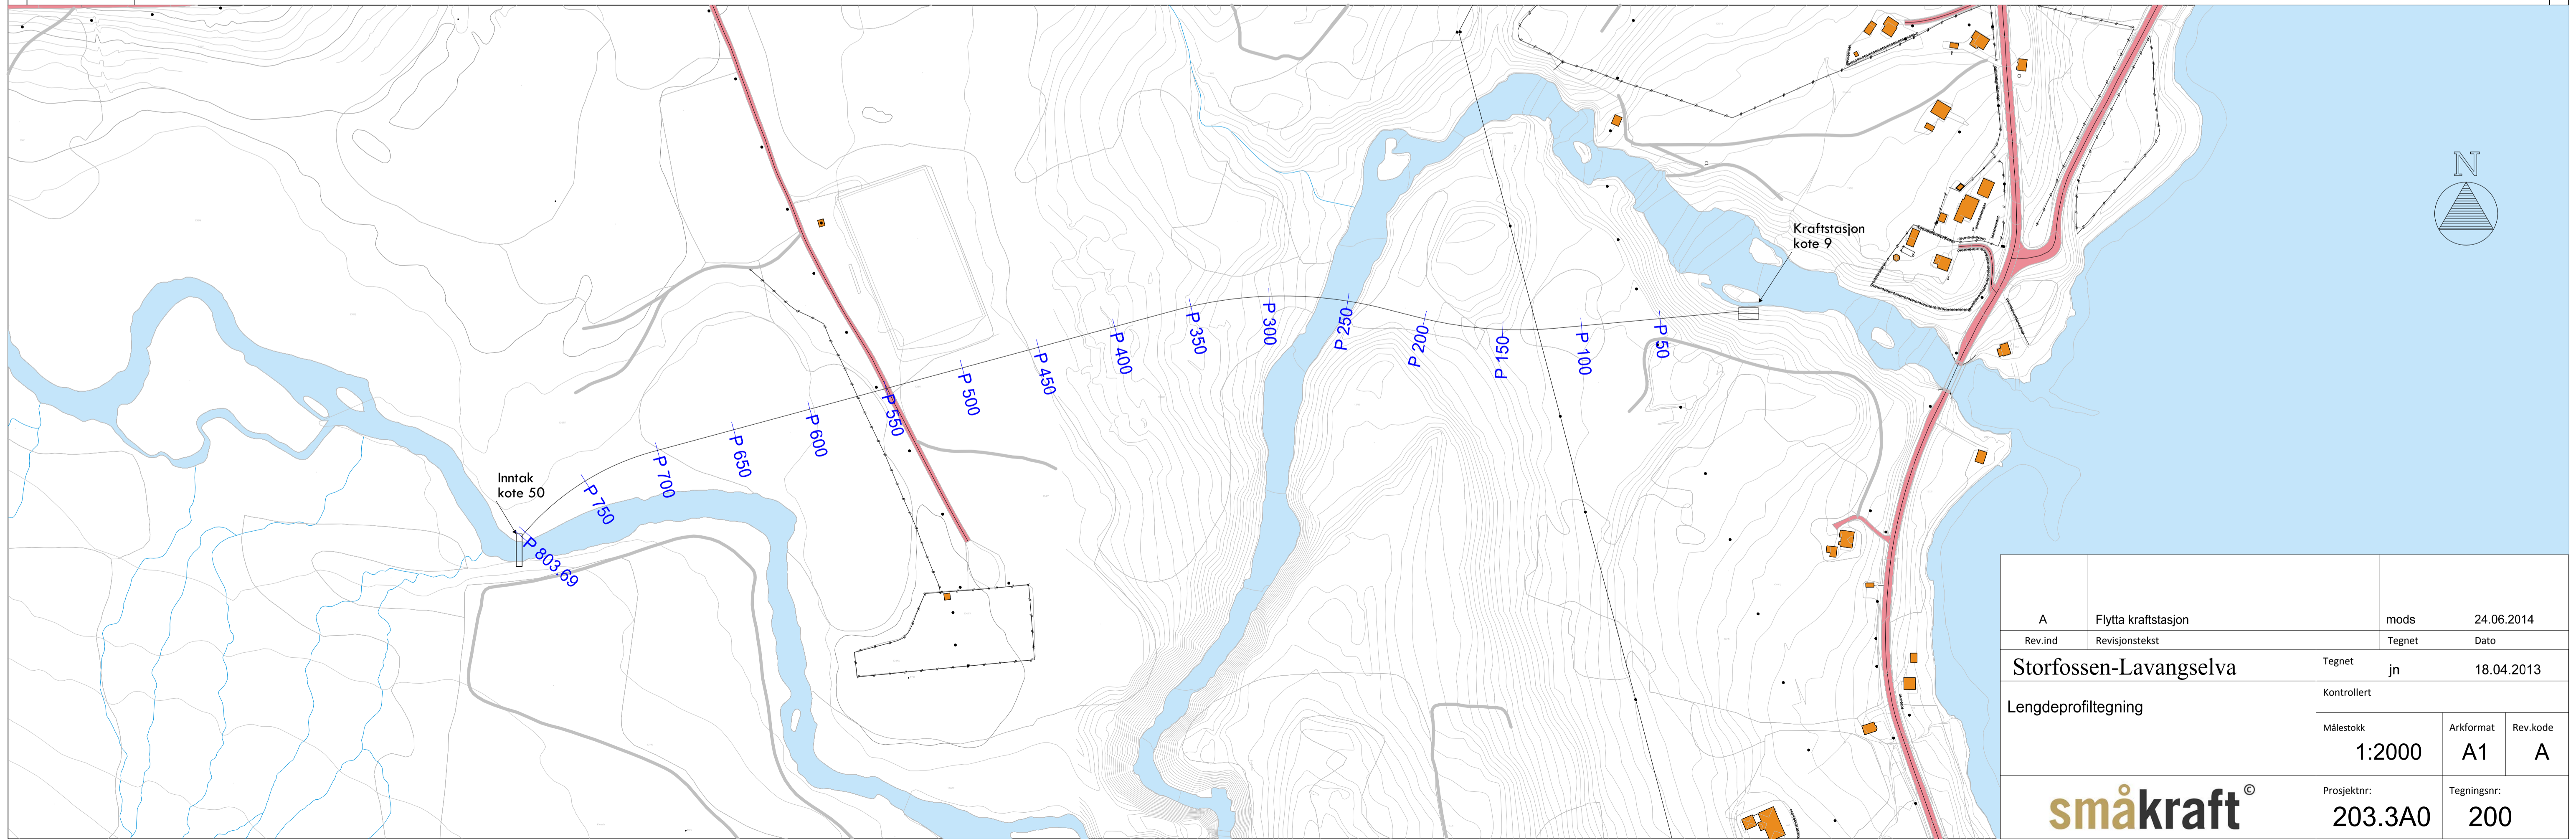 N
Kraftstasjon
kote 9
Inntak
kote 50
P 803.69
P 750
P 700
P 650
P 600
P 550
P 500
P 450
P 400
P 350
P 300
P 250
P 200
P 150
P 100
P 50
A Flytta kraftstasjon mods 24.06.2014
Rev.ind Revisjonstekst Tegnet Dato
Storfossen-Lavangselva
Tegnet jn 18.04.2013
Kontrollert
Lengdeprofiltegning
Målestokk Arkformat Rev.kode
1:2000 A1 A
småkraft ©
Prosjektnr: Tegningsnr:
203.3A0 200